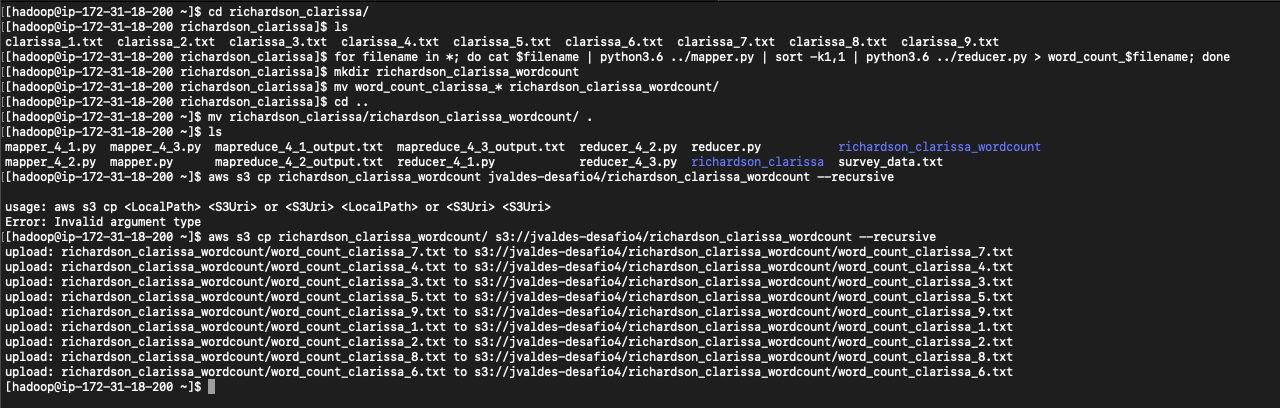 [[hadoop@ip-172-31-18-200 ~]$ cd richardson_clarissa/
[[hadoop@ip-172-31-18-200 richardson_clarissa]$ ls
clarissa_1.txt  clarissa_2.txt  clarissa_3.txt  clarissa_4.txt  clarissa_5.txt  clarissa_6.txt  clarissa_7.txt  clarissa_8.txt  clarissa_9.txt
[[hadoop@ip-172-31-18-200 richardson_clarissa]$ for filename in *; do cat $filename | python3.6 ../mapper.py | sort -k1,1 | python3.6 ../reducer.py > word_count_$filename; done
[[hadoop@ip-172-31-18-200 richardson_clarissa]$ mkdir richardson_clarissa_wordcount
[[hadoop@ip-172-31-18-200 richardson_clarissa]$ mv word_count_clarissa_* richardson_clarissa_wordcount/
[[hadoop@ip-172-31-18-200 richardson_clarissa]$ cd ..
[[hadoop@ip-172-31-18-200 ~]$ mv richardson_clarissa/richardson_clarissa_wordcount/ .
[[hadoop@ip-172-31-18-200 ~]$ ls
mapper_4_1.py  mapper_4_3.py  mapreduce_4_1_output.txt  mapreduce_4_3_output.txt  reducer_4_2.py  reducer.py           richardson_clarissa_wordcount
mapper_4_2.py  mapper.py      mapreduce_4_2_output.txt  reducer_4_1.py            reducer_4_3.py  richardson_clarissa  survey_data.txt
[[hadoop@ip-172-31-18-200 ~]$ aws s3 cp richardson_clarissa_wordcount jvaldes-desafio4/richardson_clarissa_wordcount --recursive
usage: aws s3 cp <LocalPath> <S3Uri> or <S3Uri> <LocalPath> or <S3Uri> <S3Uri>
Error: Invalid argument type
[[hadoop@ip-172-31-18-200 ~]$ aws s3 cp richardson_clarissa_wordcount/ s3://jvaldes-desafio4/richardson_clarissa_wordcount --recursive
upload: richardson_clarissa_wordcount/word_count_clarissa_7.txt to s3://jvaldes-desafio4/richardson_clarissa_wordcount/word_count_clarissa_7.txt
upload: richardson_clarissa_wordcount/word_count_clarissa_4.txt to s3://jvaldes-desafio4/richardson_clarissa_wordcount/word_count_clarissa_4.txt
upload: richardson_clarissa_wordcount/word_count_clarissa_3.txt to s3://jvaldes-desafio4/richardson_clarissa_wordcount/word_count_clarissa_3.txt
upload: richardson_clarissa_wordcount/word_count_clarissa_5.txt to s3://jvaldes-desafio4/richardson_clarissa_wordcount/word_count_clarissa_5.txt
upload: richardson_clarissa_wordcount/word_count_clarissa_9.txt to s3://jvaldes-desafio4/richardson_clarissa_wordcount/word_count_clarissa_9.txt
upload: richardson_clarissa_wordcount/word_count_clarissa_1.txt to s3://jvaldes-desafio4/richardson_clarissa_wordcount/word_count_clarissa_1.txt
upload: richardson_clarissa_wordcount/word_count_clarissa_2.txt to s3://jvaldes-desafio4/richardson_clarissa_wordcount/word_count_clarissa_2.txt
upload: richardson_clarissa_wordcount/word_count_clarissa_8.txt to s3://jvaldes-desafio4/richardson_clarissa_wordcount/word_count_clarissa_8.txt
upload: richardson_clarissa_wordcount/word_count_clarissa_6.txt to s3://jvaldes-desafio4/richardson_clarissa_wordcount/word_count_clarissa_6.txt
[hadoop@ip-172-31-18-200 ~]$